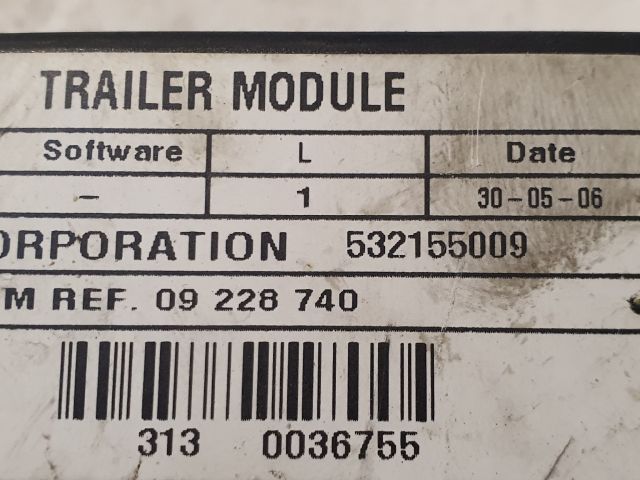 TRAILER MODULE
Software L Date
– 1 30-05-06
ORPORATION 532155009
M REF. 09 228 740
313 0036755